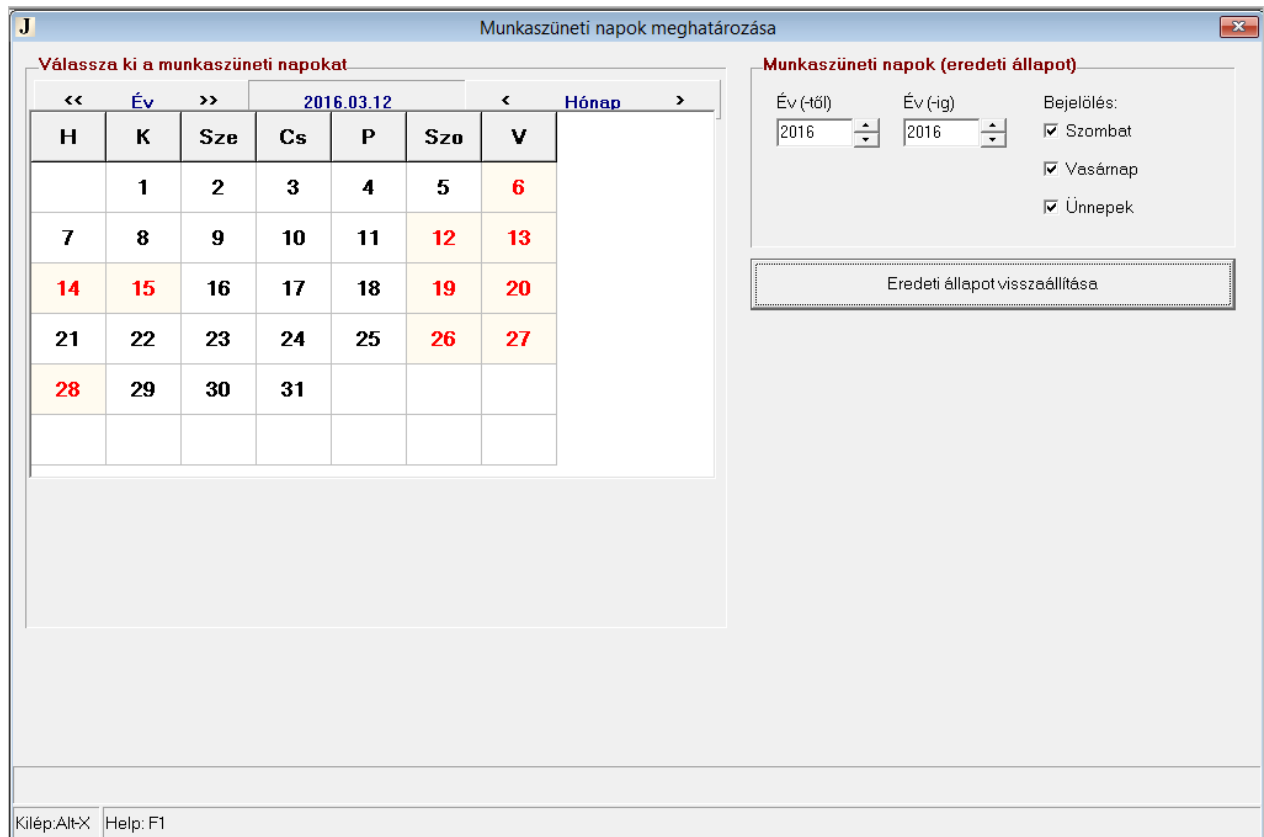 J
Munkaszüneti napok meghatározása
Válassza ki a munkaszüneti napokat
<< Év >> 2016.03.12 < Hónap >
H K Sze Cs P Szo V
1 2 3 4 5 6
7 8 9 10 11 12 13
14 15 16 17 18 19 20
21 22 23 24 25 26 27
28 29 30 31
Munkaszüneti napok (eredeti állapot)
Év (-től) Év (-ig) Bejelölés:
2016 2016 Szombat
Vasárnap
Ünnepek
Eredeti állapot visszaállítása
Kilép:Alt-X Help: F1